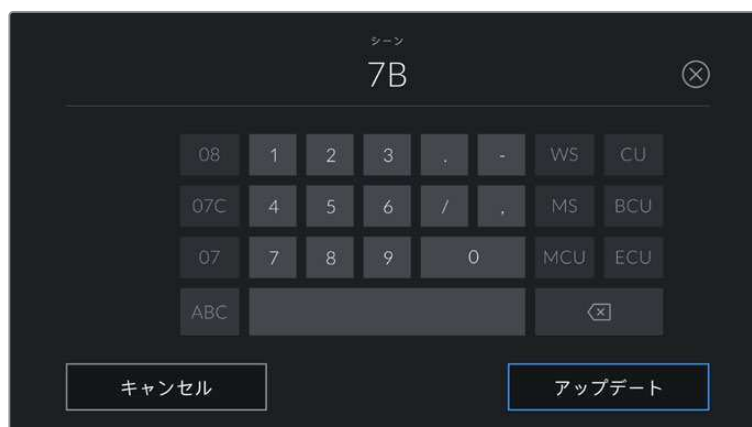 シーン
7B
08 1 2 3 . - WS CU
07C 4 5 6 / , MS BCU
07 7 8 9 0 MCU ECU
ABC
キャンセル アップデート